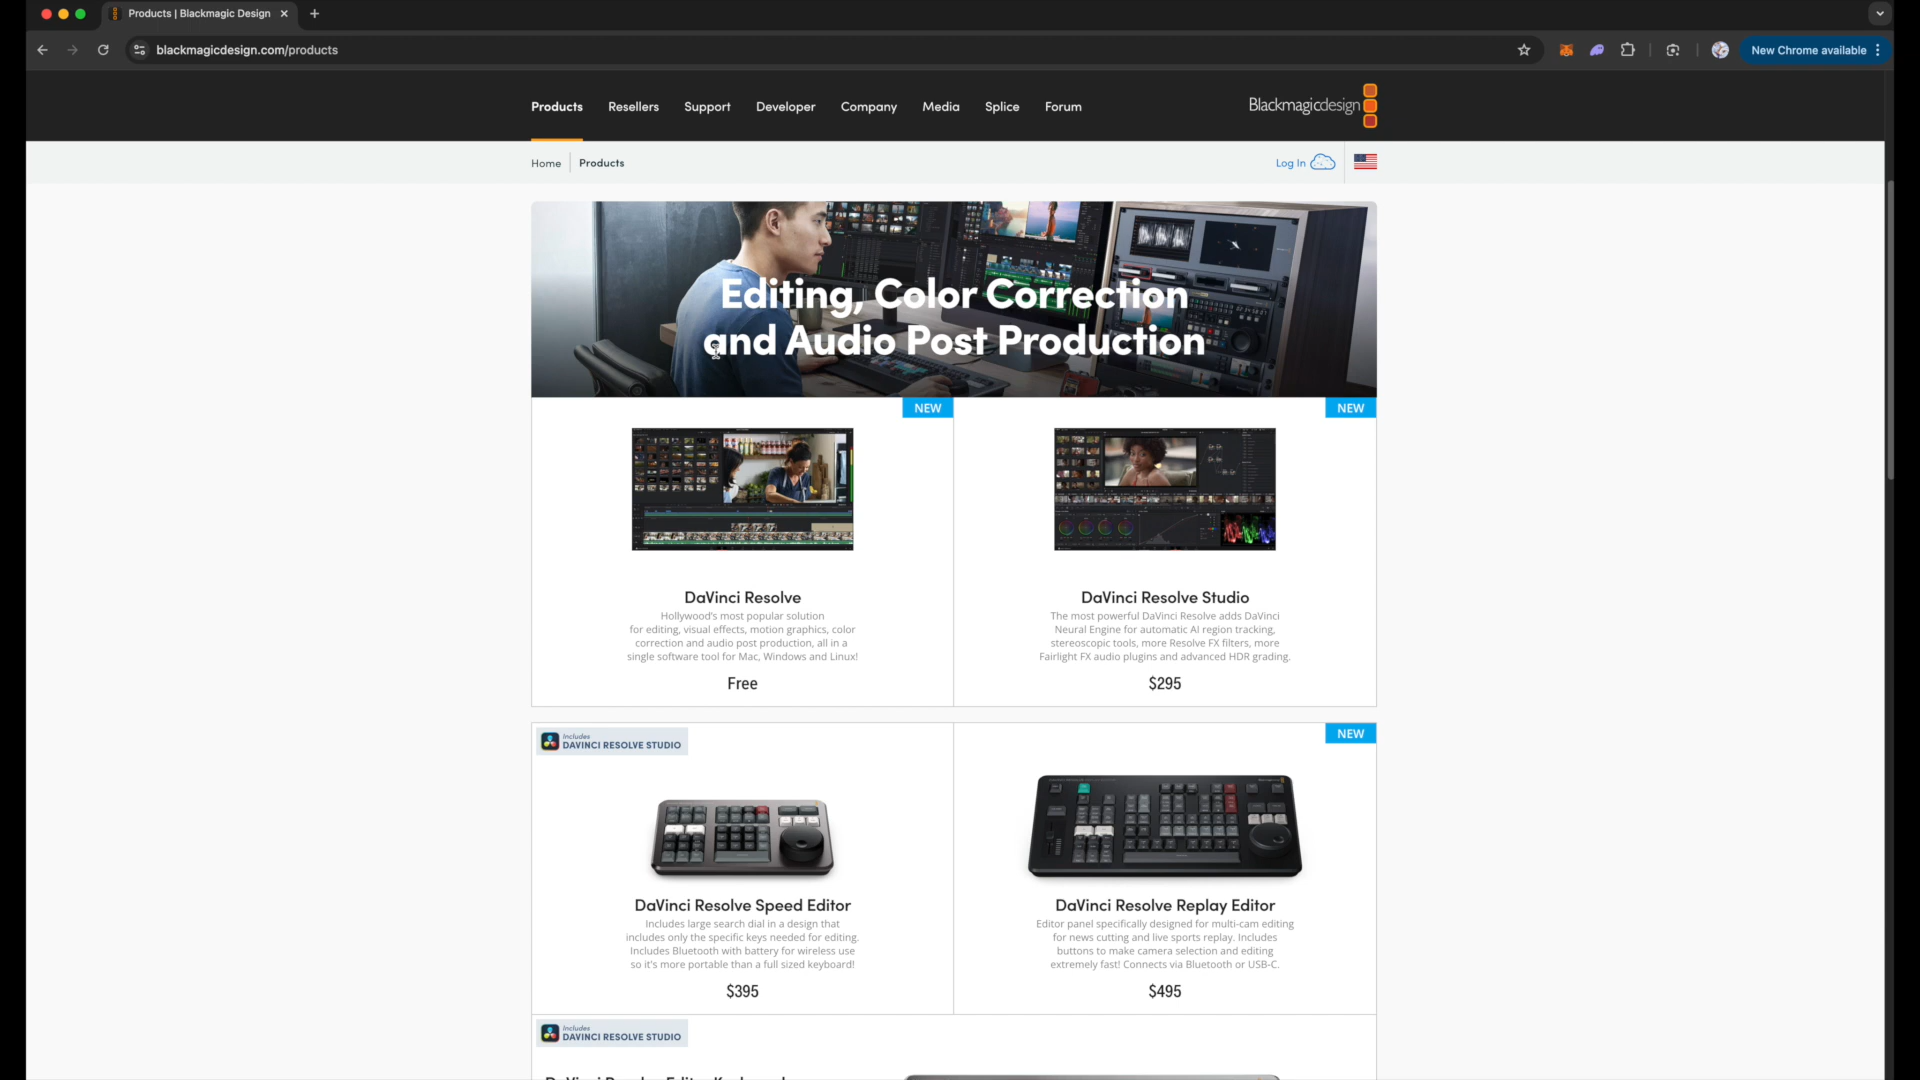 Products | Blackmagic Design
blackmagicdesign.com/products
New Chrome available
Products
Resellers
Support
Developer
Company
Media
Splice
Forum
Blackmagicdesign
Home
Products
Log In
Editing, Color Correction
and Audio Post Production
NEW
NEW
DaVinci Resolve
Hollywood's most popular solution
for editing, visual effects, motion graphics, color
correction and audio post production, all in a
single software tool for Mac, Windows and Linux!
Free
DaVinci Resolve Studio
The most powerful DaVinci Resolve adds DaVinci
Neural Engine for automatic AI region tracking,
stereoscopic tools, more Resolve FX filters, more
Fairlight FX audio plugins and advanced HDR grading.
$295
Includes
DAVINCI RESOLVE STUDIO
NEW
DaVinci Resolve Speed Editor
Includes large search dial in a design that
includes only the specific keys needed for editing.
Includes Bluetooth with battery for wireless use
so it's more portable than a full sized keyboard!
$395
DaVinci Resolve Replay Editor
Editor panel specifically designed for multi-cam editing
for news cutting and live sports replay. Includes
buttons to make camera selection and editing
extremely fast! Connects via Bluetooth or USB-C.
$495
Includes
DAVINCI RESOLVE STUDIO